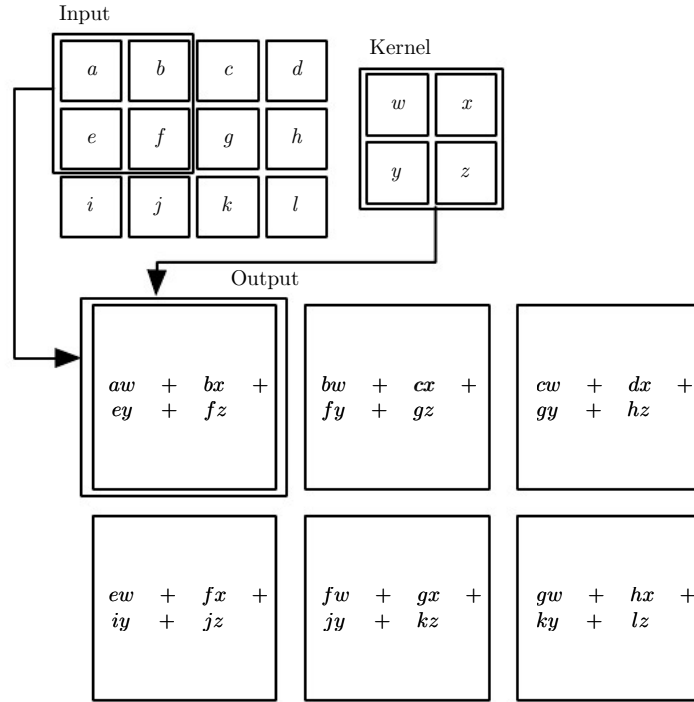 Input
a b c d
e f g h
i j k l
Kernel
w x
y z
Output
aw + bx +
ey + fz
bw + cx +
fy + gz
cw + dx +
gy + hz
ew + fx +
iy + jz
fw + gx +
jy + kz
gw + hx +
ky + lz